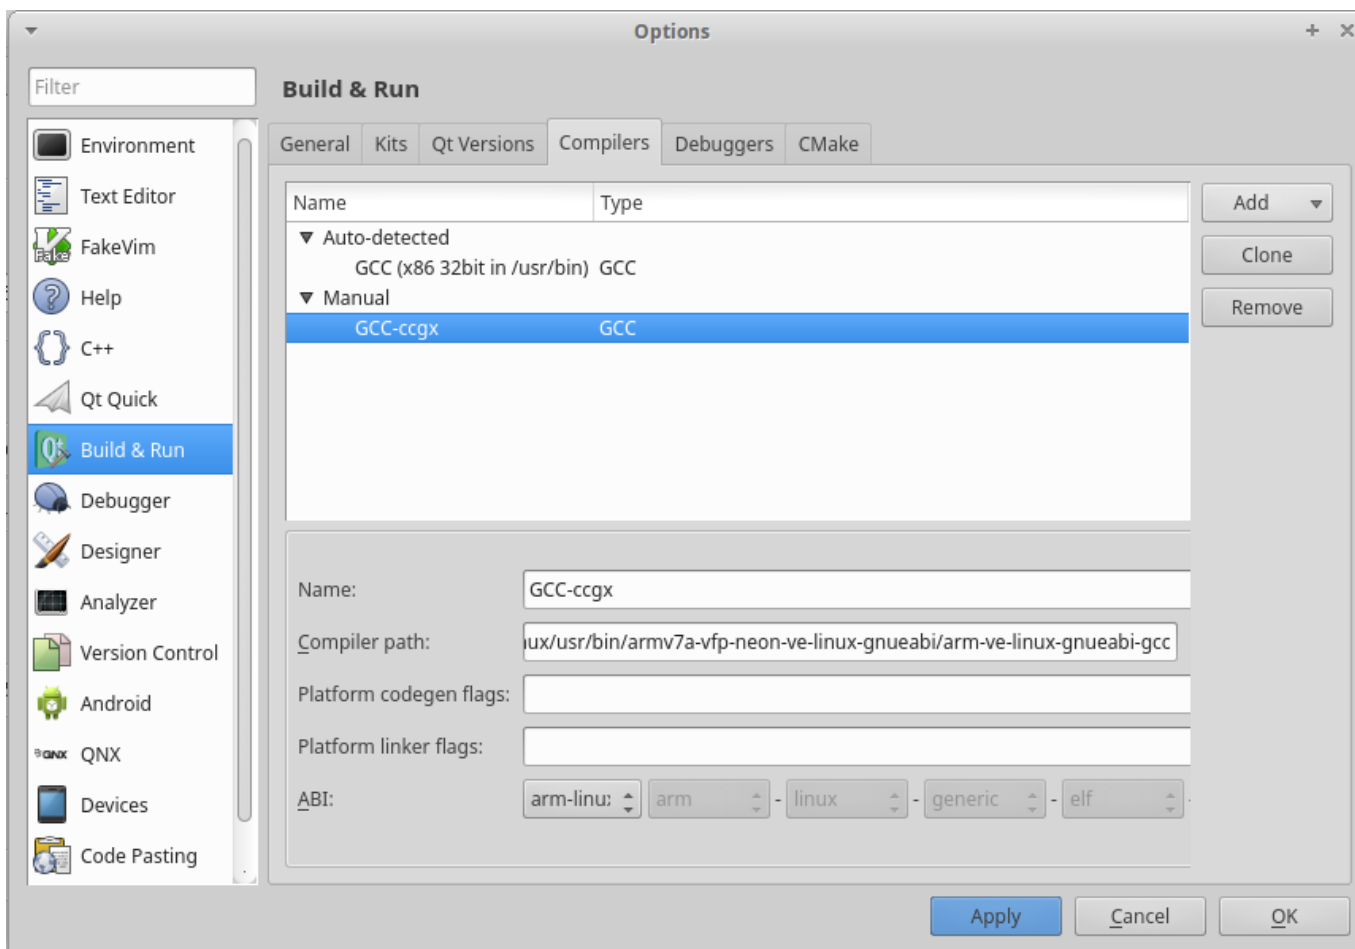 Options
Filter
Build & Run
Environment
Text Editor
FakeVim
Help
C++
Qt Quick
Build & Run
Debugger
Designer
Analyzer
Version Control
Android
QNX
Devices
Code Pasting
General Kits Qt Versions Compilers Debuggers CMake
Name Type
Auto-detected
GCC (x86 32bit in /usr/bin) GCC
Manual
GCC-ccgx GCC
Add
Clone
Remove
Name: GCC-ccgx
Compiler path: ux/usr/bin/armv7a-vfp-neon-ve-linux-gnueabi/arm-ve-linux-gnueabi-gcc
Platform codegen flags:
Platform linker flags:
ABI: arm-linu: arm - linux - generic - elf
Apply Cancel OK